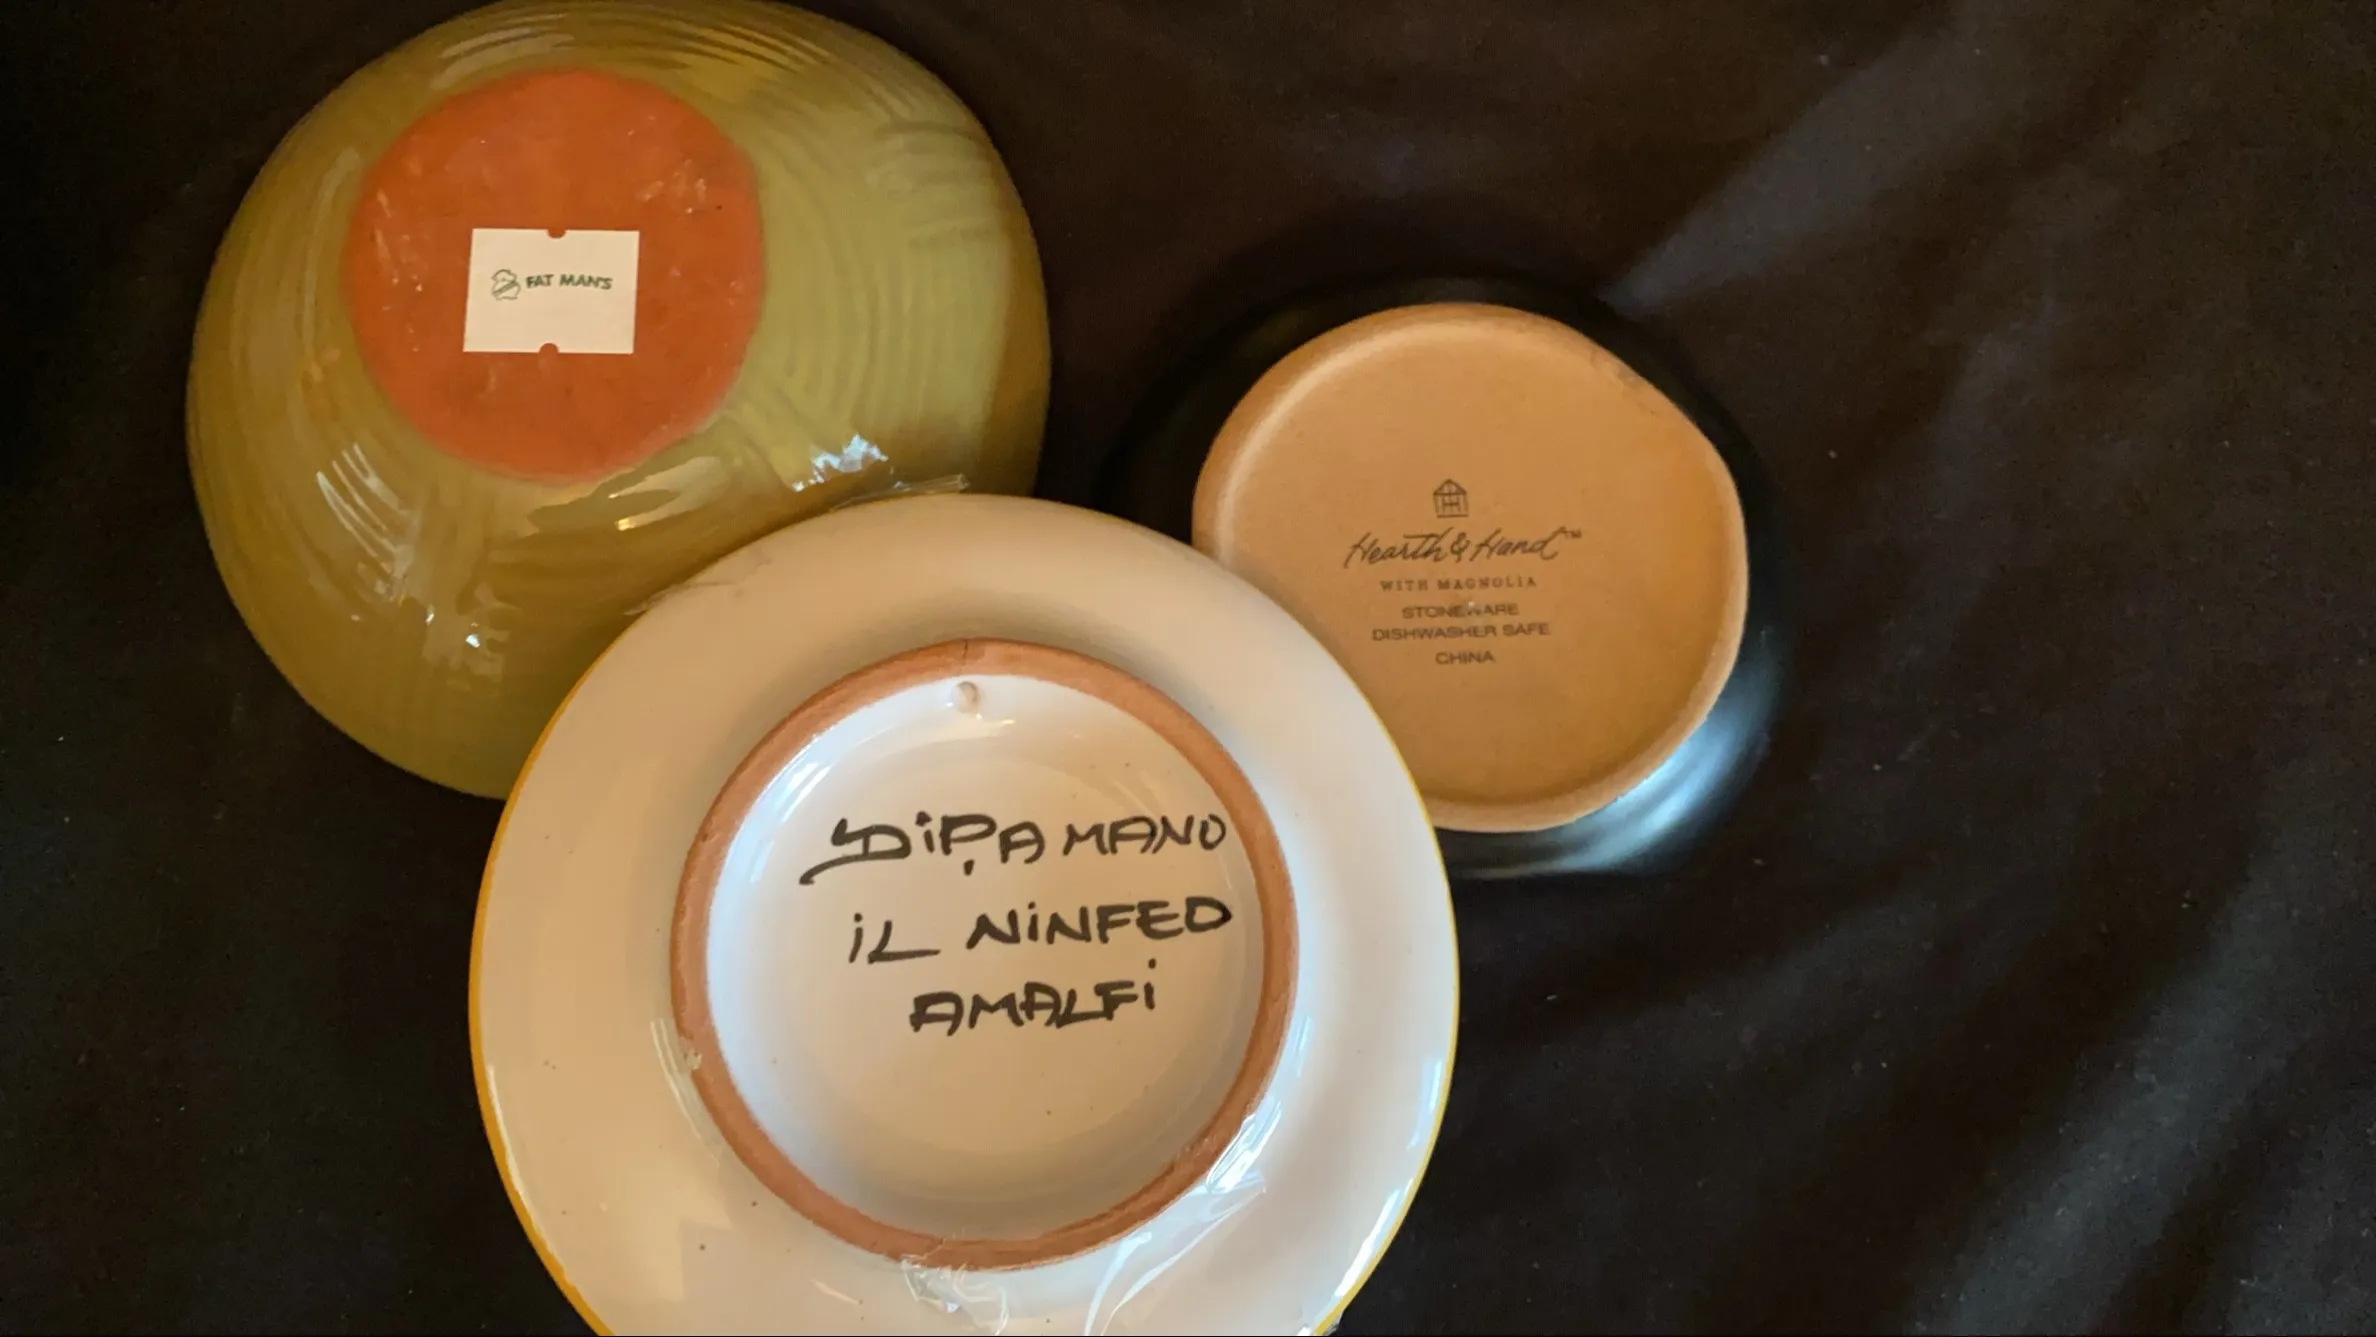 FAT MAN'S
Hearth & Hand™
WITH MAGNOLIA
STONEWARE
DISHWASHER SAFE
CHINA
DiP.A MANO
iL NiNFEO
AMALFi